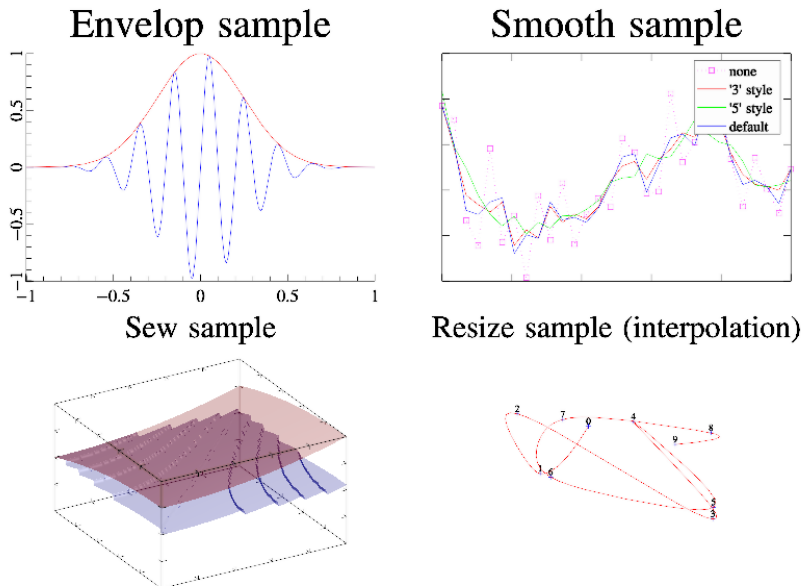 Envelop sample
Smooth sample
1
0.5
0
−0.5
−1
−1
−0.5
0
0.5
1
none
'3' style
'5' style
default
Sew sample
Resize sample (interpolation)
2
7
0
4
8
9
1
6
5
3